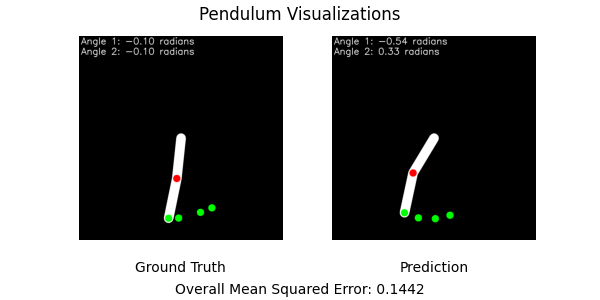 Pendulum Visualizations
Angle 1: −0.10 radians
Angle 2: −0.10 radians
Angle 1: −0.54 radians
Angle 2: 0.33 radians
Ground Truth
Prediction
Overall Mean Squared Error: 0.1442